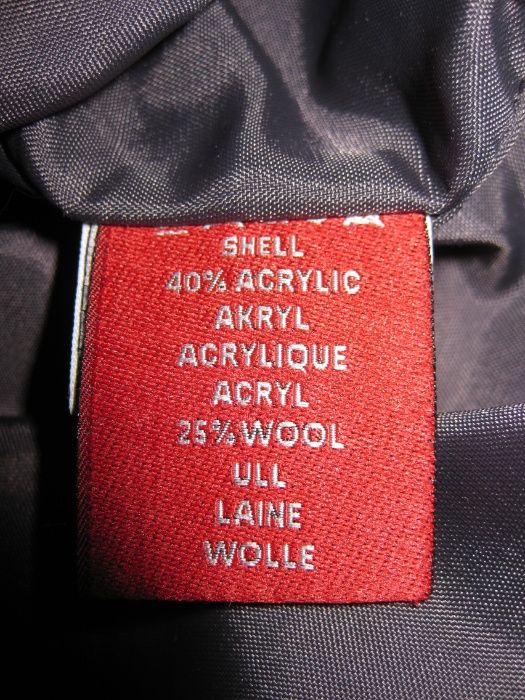 SHELL
40% ACRYLIC
AKRYL
ACRYLIQUE
ACRYL
25% WOOL
ULL
LAINE
WOLLE